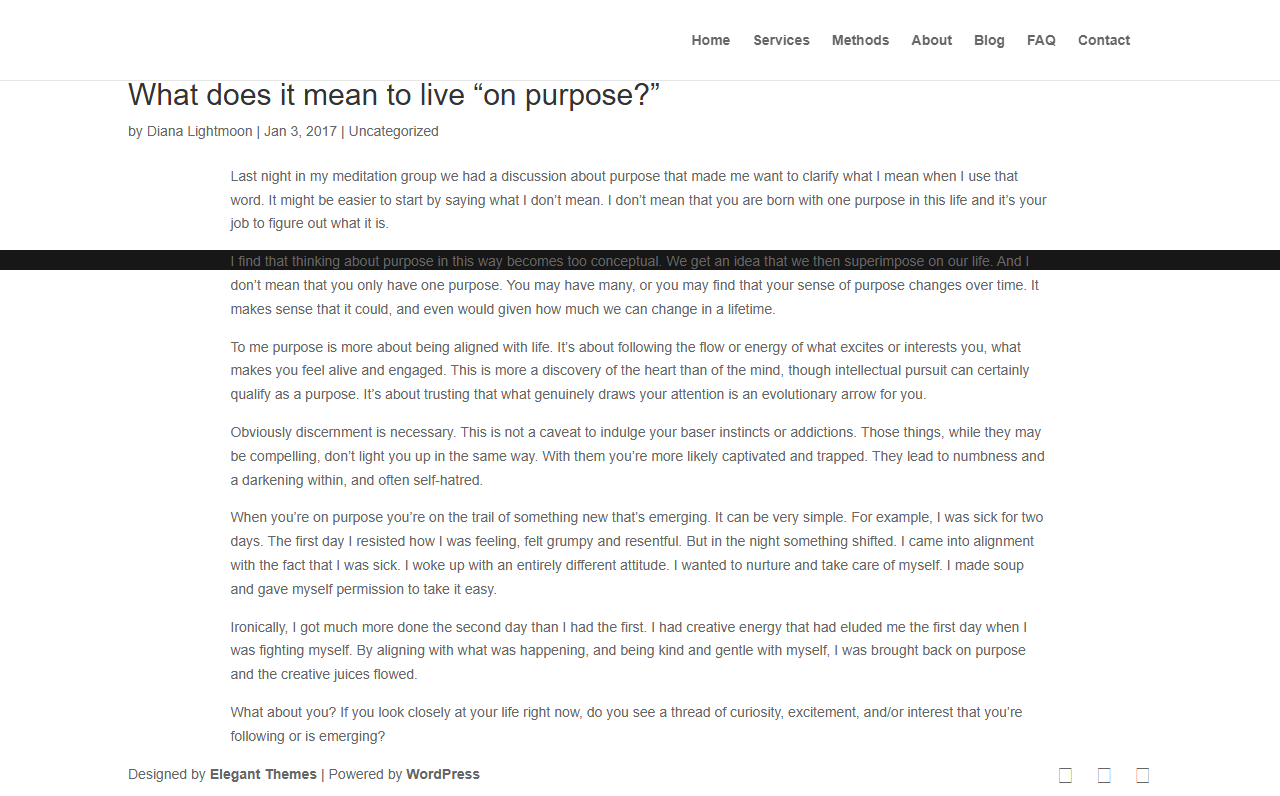 Home Services Methods About Blog FAQ Contact
What does it mean to live “on purpose?”
by Diana Lightmoon | Jan 3, 2017 | Uncategorized
Last night in my meditation group we had a discussion about purpose that made me want to clarify what I mean when I use that
word. It might be easier to start by saying what I don’t mean. I don’t mean that you are born with one purpose in this life and it’s your
job to figure out what it is.
I find that thinking about purpose in this way becomes too conceptual. We get an idea that we then superimpose on our life. And I
don’t mean that you only have one purpose. You may have many, or you may find that your sense of purpose changes over time. It
makes sense that it could, and even would given how much we can change in a lifetime.
To me purpose is more about being aligned with life. It’s about following the flow or energy of what excites or interests you, what
makes you feel alive and engaged. This is more a discovery of the heart than of the mind, though intellectual pursuit can certainly
qualify as a purpose. It’s about trusting that what genuinely draws your attention is an evolutionary arrow for you.
Obviously discernment is necessary. This is not a caveat to indulge your baser instincts or addictions. Those things, while they may
be compelling, don’t light you up in the same way. With them you’re more likely captivated and trapped. They lead to numbness and
a darkening within, and often self-hatred.
When you’re on purpose you’re on the trail of something new that’s emerging. It can be very simple. For example, I was sick for two
days. The first day I resisted how I was feeling, felt grumpy and resentful. But in the night something shifted. I came into alignment
with the fact that I was sick. I woke up with an entirely different attitude. I wanted to nurture and take care of myself. I made soup
and gave myself permission to take it easy.
Ironically, I got much more done the second day than I had the first. I had creative energy that had eluded me the first day when I
was fighting myself. By aligning with what was happening, and being kind and gentle with myself, I was brought back on purpose
and the creative juices flowed.
What about you? If you look closely at your life right now, do you see a thread of curiosity, excitement, and/or interest that you’re
following or is emerging?
Designed by Elegant Themes | Powered by WordPress